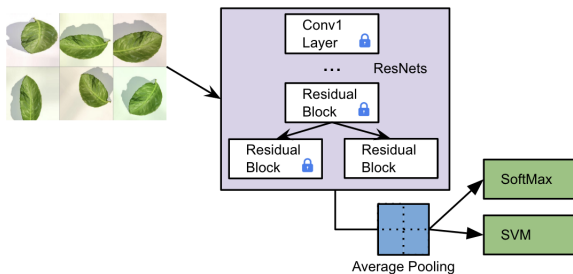 Conv1
Layer
...
ResNets
Residual
Block
Residual
Block
Residual
Block
SoftMax
SVM
Average Pooling